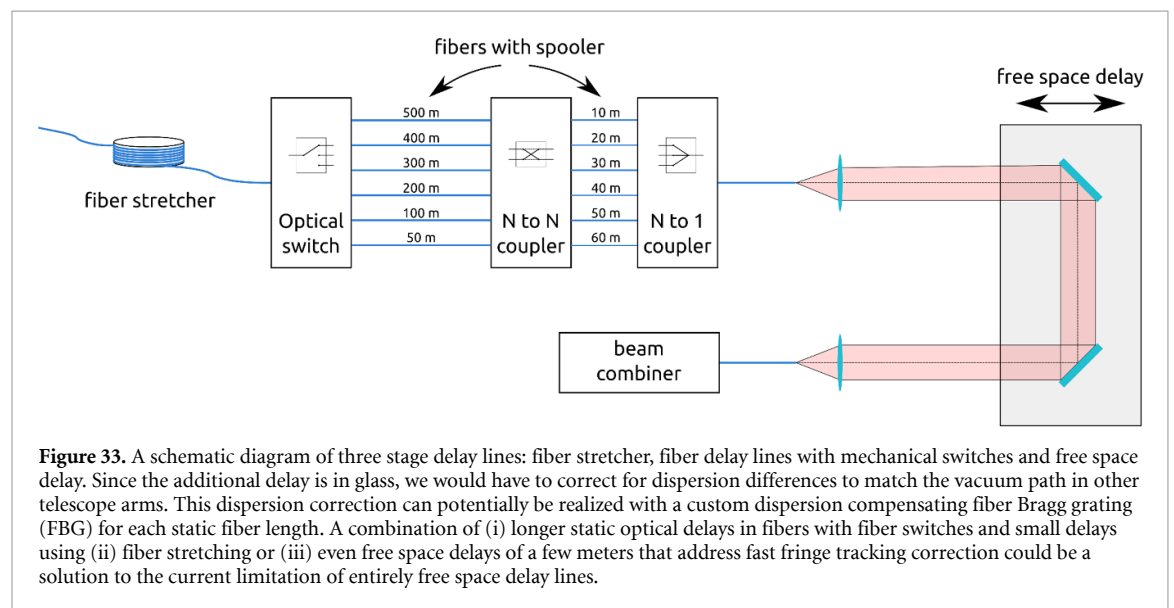 fibers with spooler
free space delay
fiber stretcher
Optical
switch
500 m
400 m
300 m
200 m
100 m
50 m
N to N
coupler
10 m
20 m
30 m
40 m
50 m
60 m
N to 1
coupler
beam
combiner
Figure 33. A schematic diagram of three stage delay lines: fiber stretcher, fiber delay lines with mechanical switches and free space
delay. Since the additional delay is in glass, we would have to correct for dispersion differences to match the vacuum path in other
telescope arms. This dispersion correction can potentially be realized with a custom dispersion compensating fiber Bragg grating
(FBG) for each static fiber length. A combination of (i) longer static optical delays in fibers with fiber switches and small delays
using (ii) fiber stretching or (iii) even free space delays of a few meters that address fast fringe tracking correction could be a
solution to the current limitation of entirely free space delay lines.